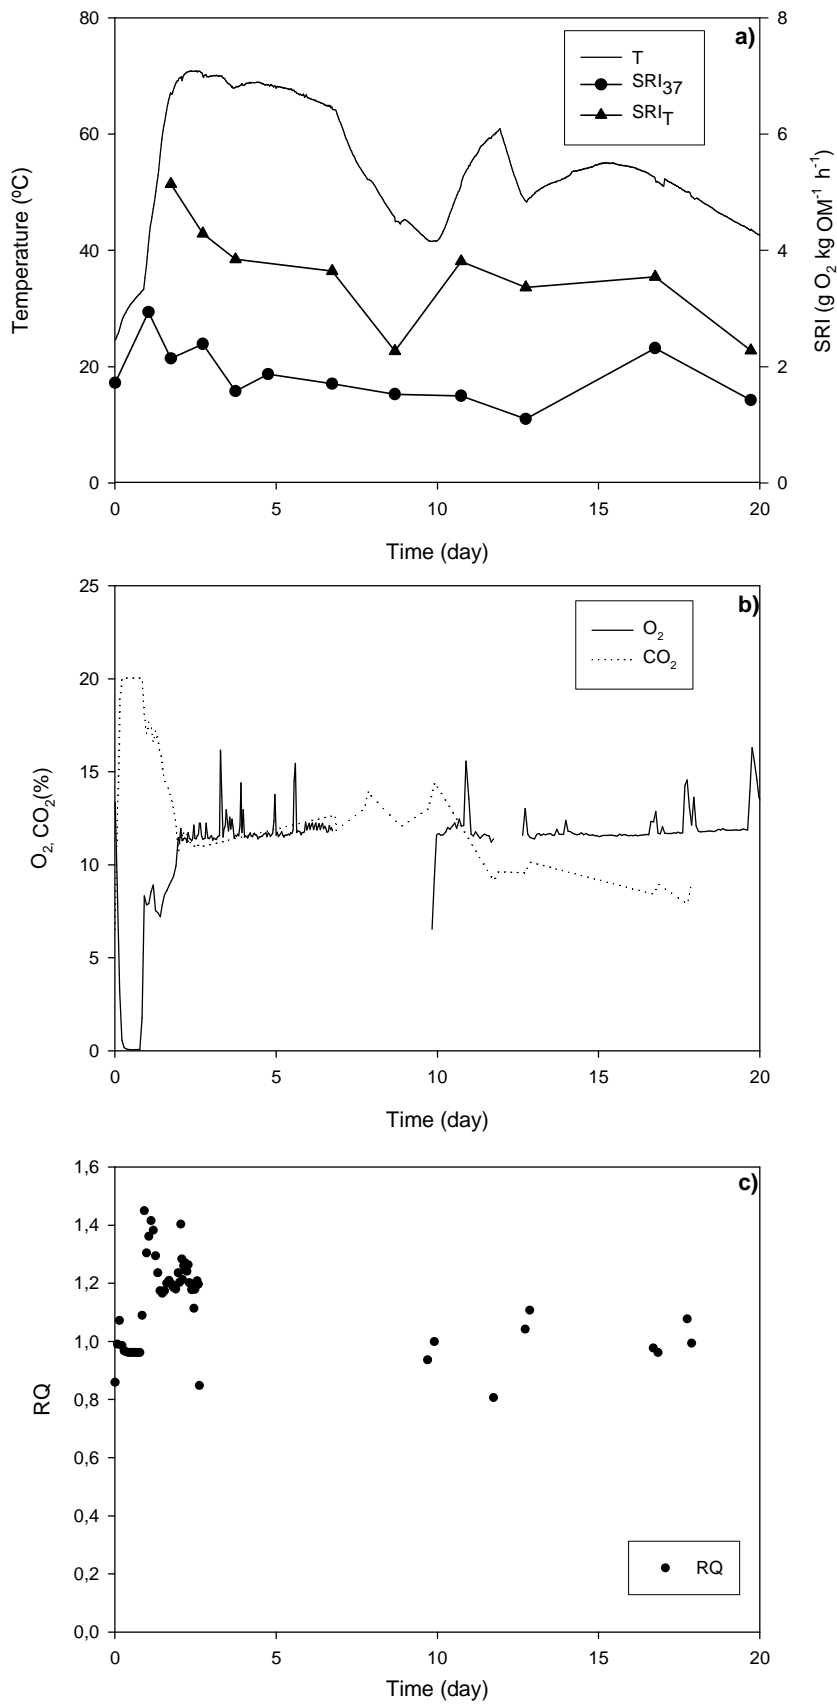 a)
80
60
40
20
0
Temperature (ºC)
8
6
4
2
0
SRI (g O2 kg OM-1 h-1)
T
SRI37
SRIT
0 5 10 15 20
Time (day)
b)
25
20
15
10
5
0
O2, CO2(%)
O2
CO2
0 5 10 15 20
Time (day)
c)
1,6
1,4
1,2
1,0
0,8
0,6
0,4
0,2
0,0
RQ
RQ
0 5 10 15 20
Time (day)